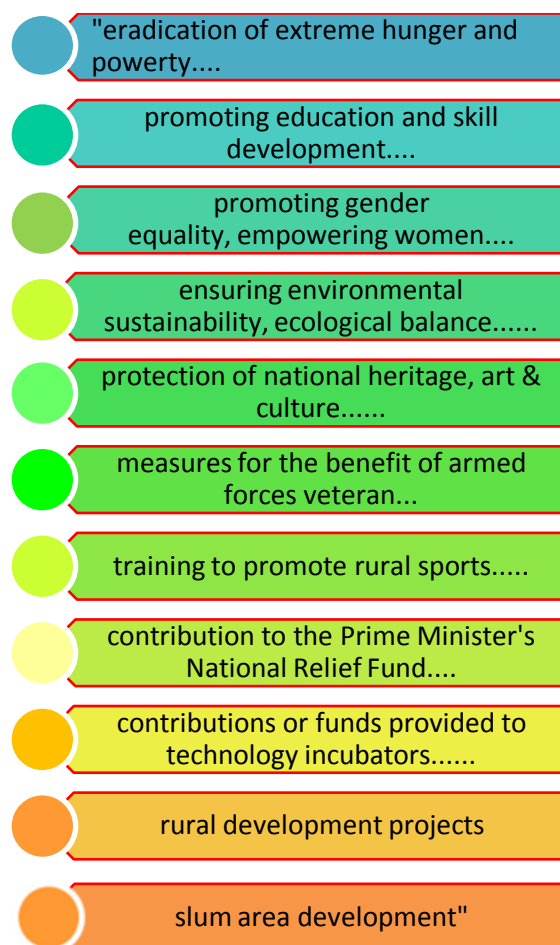 "eradication of extreme hunger and
powerty....
promoting education and skill
development....
promoting gender
equality, empowering women....
ensuring environmental
sustainability, ecological balance......
protection of national heritage, art &
culture......
measures for the benefit of armed
forces veteran...
training to promote rural sports.....
contribution to the Prime Minister's
National Relief Fund....
contributions or funds provided to
technology incubators......
rural development projects
slum area development"